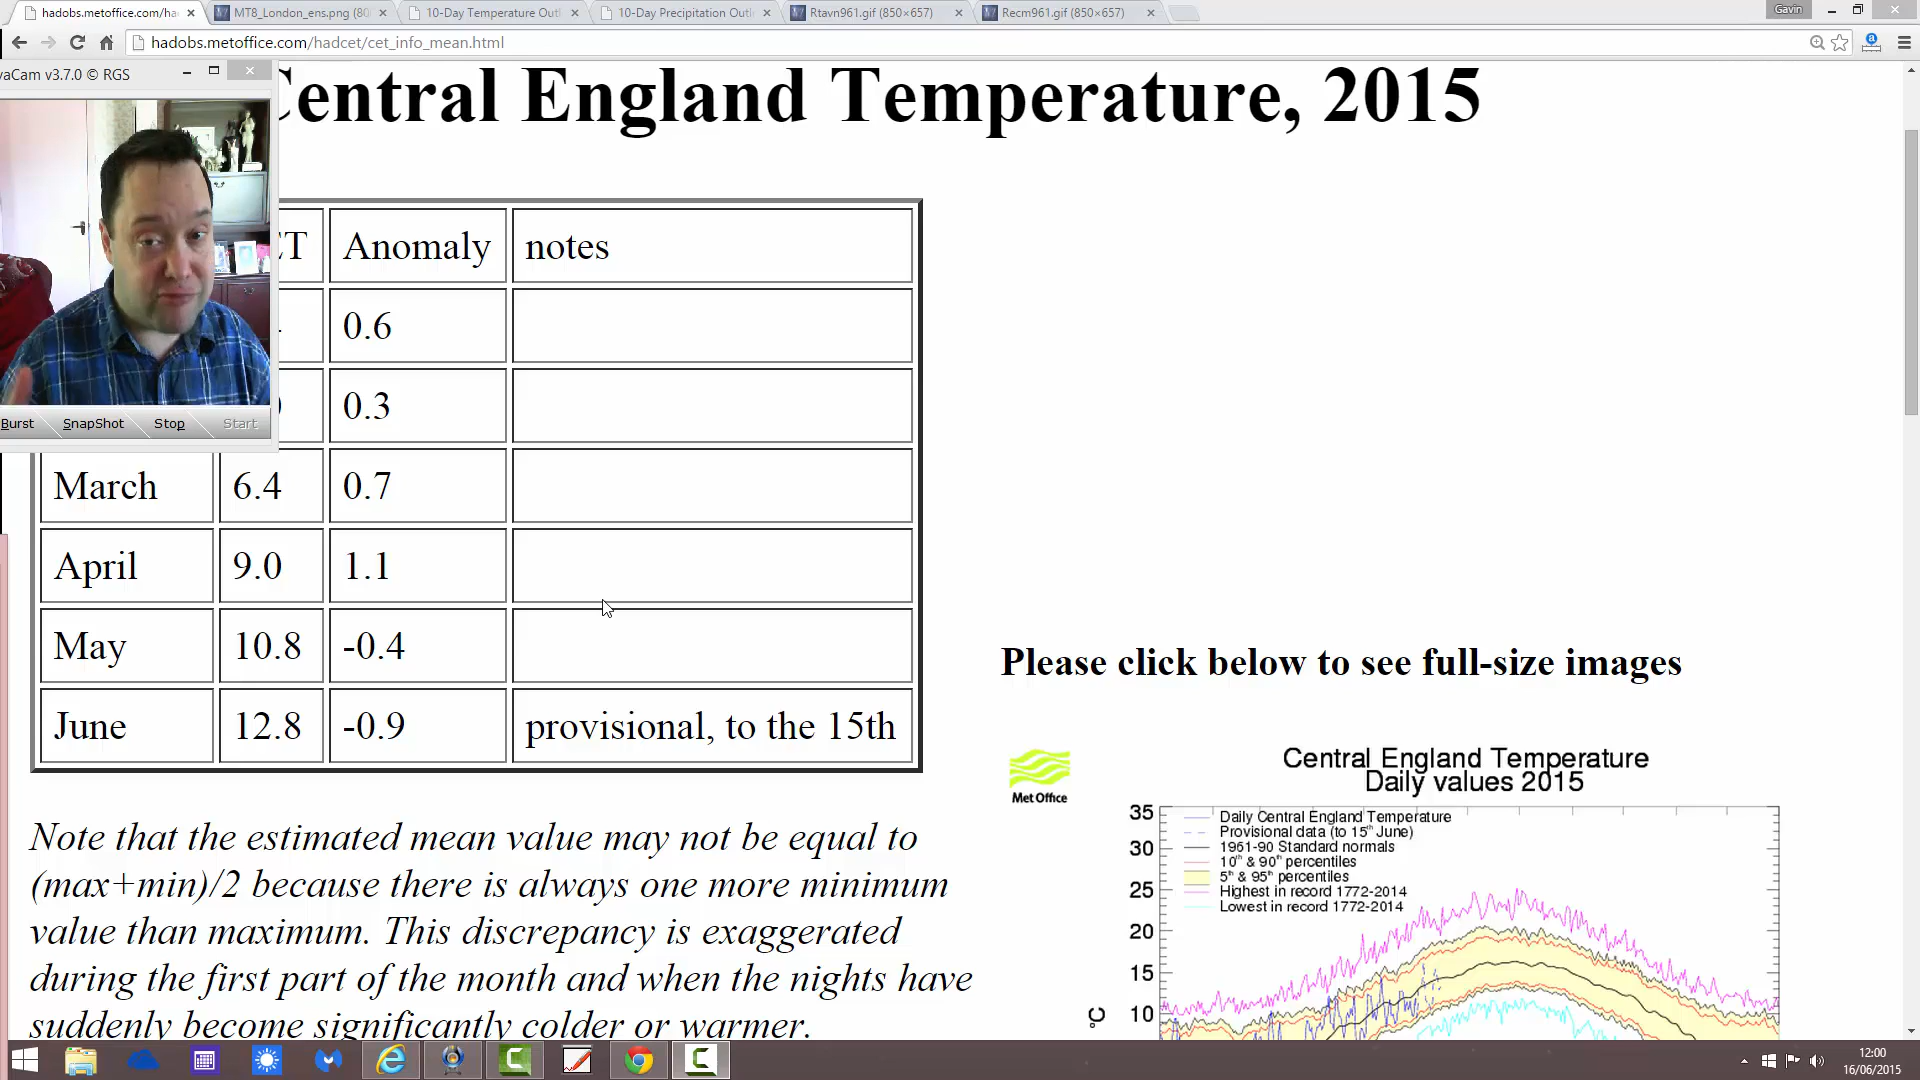 hadobs.metoffice.com/ha
MT8_London_ens.png (80
10-Day Temperature Out
10-Day Precipitation Outl
Rtavn961.gif (850×657)
Recm961.gif (850×657)
Gavin
hadobs.metoffice.com/hadcet/cet_info_mean.html
vaCam v3.7.0 © RGS
Burst SnapShot Stop Start
Central England Temperature, 2015
ET Anomaly notes
0.6
0.3
March 6.4 0.7
April 9.0 1.1
May 10.8 -0.4
June 12.8 -0.9 provisional, to the 15th
Note that the estimated mean value may not be equal to
(max+min)/2 because there is always one more minimum
value than maximum. This discrepancy is exaggerated
during the first part of the month and when the nights have
suddenly become significantly colder or warmer.
Please click below to see full-size images
Met Office
Central England Temperature
Daily values 2015
Daily Central England Temperature
Provisional data (to 15th June)
1961-90 Standard normals
10th & 90th percentiles
5th & 95th percentiles
Highest in record 1772-2014
Lowest in record 1772-2014
35
30
25
20
15
10
°C
12:00
16/06/2015